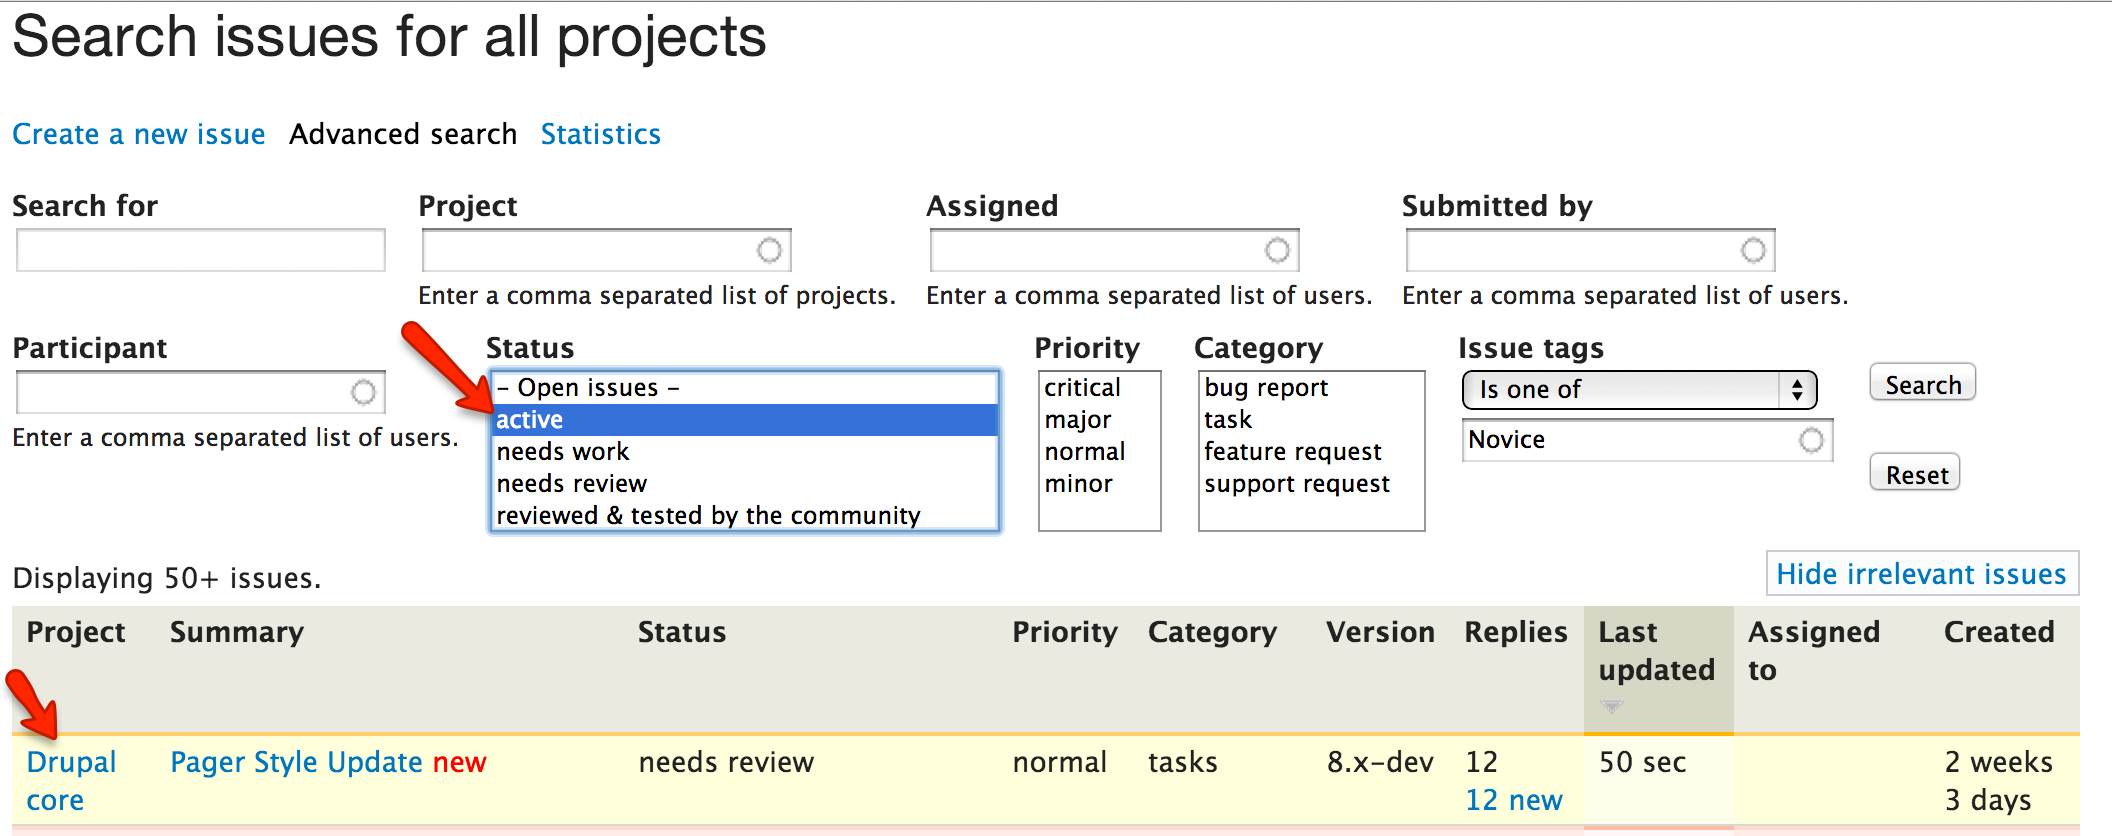 Search issues for all projects
Create a new issue Advanced search Statistics
Search for Project Assigned Submitted by
Enter a comma separated list of projects. Enter a comma separated list of users. Enter a comma separated list of users.
Participant Status Priority Category Issue tags
- Open issues - critical bug report Is one of Search
active major task
needs work normal feature request Novice
Enter a comma separated list of users.
needs review minor support request Reset
reviewed & tested by the community
Displaying 50+ issues. Hide irrelevant issues
Project Summary Status Priority Category Version Replies Last updated Assigned to Created
Drupal Pager Style Update new needs review normal tasks 8.x-dev 12 50 sec 2 weeks
core 12 new 3 days